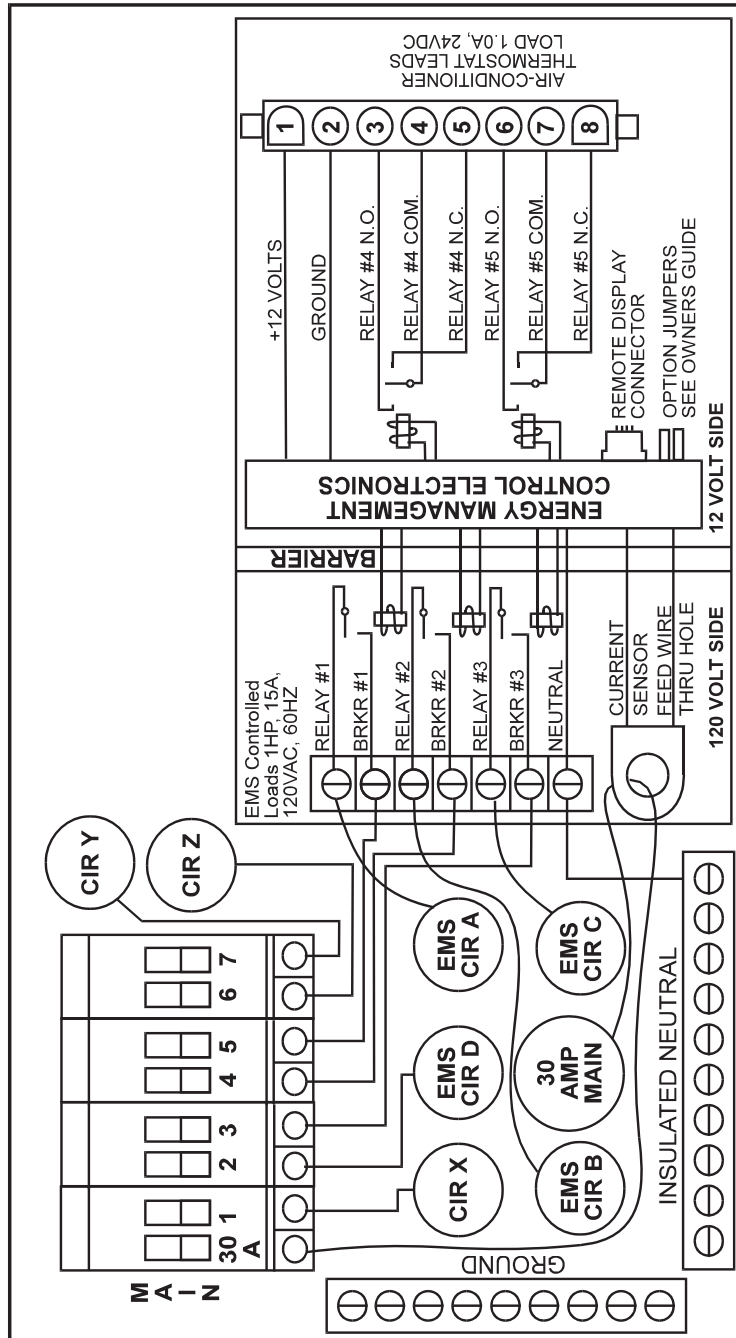 AIR-CONDITIONER
THERMOSTAT LEADS
LOAD 1.0A, 24VDC
1
2
3
4
5
6
7
8
+12 VOLTS
GROUND
RELAY #4 N.O.
RELAY #4 COM.
RELAY #4 N.C.
RELAY #5 N.O.
RELAY #5 COM.
RELAY #5 N.C.
REMOTE DISPLAY
CONNECTOR
OPTION JUMPERS
SEE OWNERS GUIDE
ENERGY MANAGEMENT
CONTROL ELECTRONICS
12 VOLT SIDE
BARRIER
EMS Controlled
Loads 1HP, 15A,
120VAC, 60HZ
RELAY #1
BRKR #1
RELAY #2
BRKR #2
RELAY #3
BRKR #3
NEUTRAL
CURRENT
SENSOR
FEED WIRE
THRU HOLE
120 VOLT SIDE
CIR Y
CIR Z
7
6
5
4
3
2
1
30
A
MAIN
EMS
CIR A
EMS
CIR C
EMS
CIR D
30
AMP
MAIN
CIR X
EMS
CIR B
INSULATED NEUTRAL
GROUND